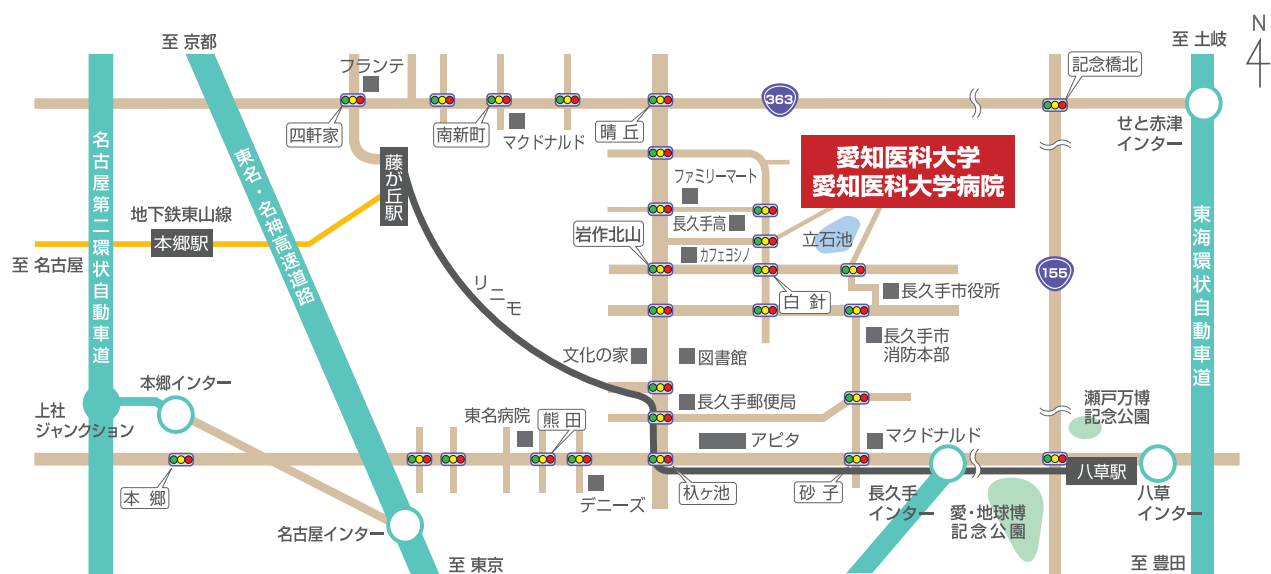 至 京都
N
至 土岐
フランテ
記念橋北
363
四軒家
南新町
マクドナルド
晴 丘
せと赤津
インター
愛知医科大学
愛知医科大学病院
名古屋第二環状自動車道
東名・名神高速道路
藤が丘駅
ファミリーマート
地下鉄東山線
本郷駅
長久手高
岩作北山
カフェヨシノ
立石池
東海環状自動車道
至 名古屋
155
リニモ
白 針
長久手市役所
長久手市
消防本部
文化の家
図書館
本郷インター
上社
ジャンクション
長久手郵便局
瀬戸万博
記念公園
東名病院
熊 田
アピタ
マクドナルド
八草駅
本 郷
デニーズ
杁ヶ池
砂 子
長久手
インター
愛・地球博
記念公園
八草
インター
名古屋インター
至 東京
至 豊田